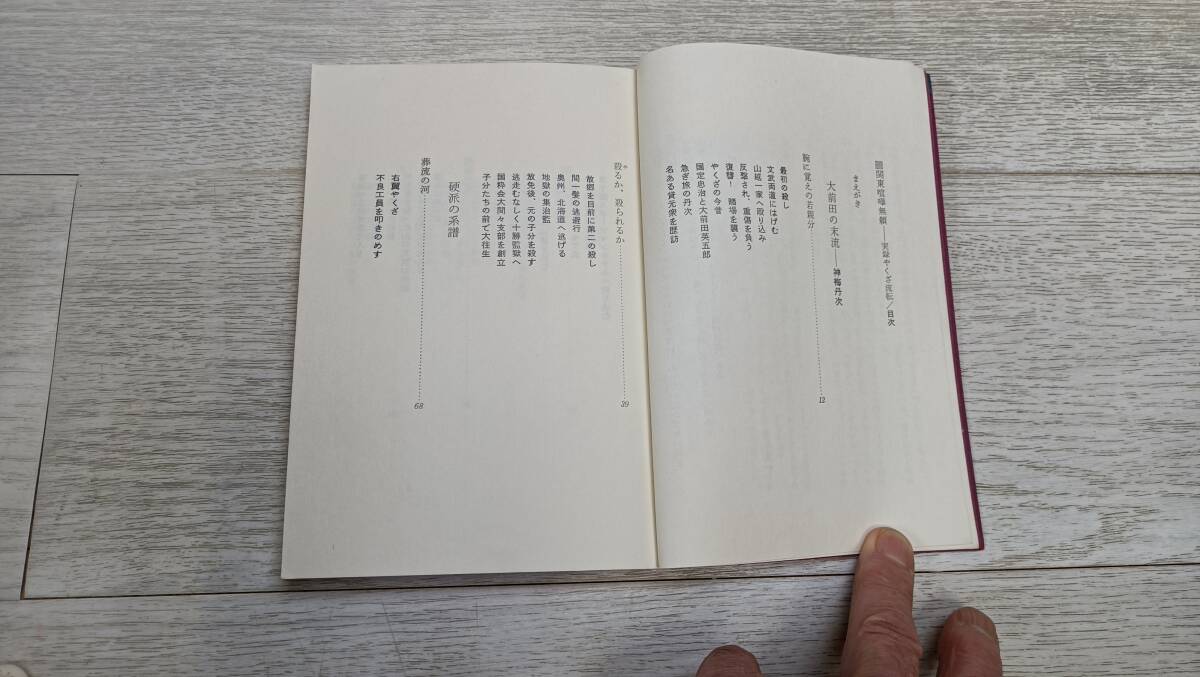 関東喧嘩無頼——実録やくざ流転/目次
まえがき
大前田の末流——神梅丹次
腕に覚えの若親分……12
最初の殺し
文武両道にはげむ
山越一家へ殴り込み
反撃され、重傷を負う
復讐! 賭場を襲う
やくざの今昔
国定忠治と大前田英五郎
急ぎ旅の丹次
名ある貸元衆を歴訪
殺るか、殺られるか……39
や
故郷を目前に第二の殺し
間一髪の逃避行
奥州、北海道へ逃げる
地獄の集治監
放免後、元の子分を殺す
逃走むなしく十勝監獄へ
国粋会大間々支部を創立
子分たちの前で大往生
硬派の系譜
葬流の河……68
右翼やくざ
不良工員を叩きのめす